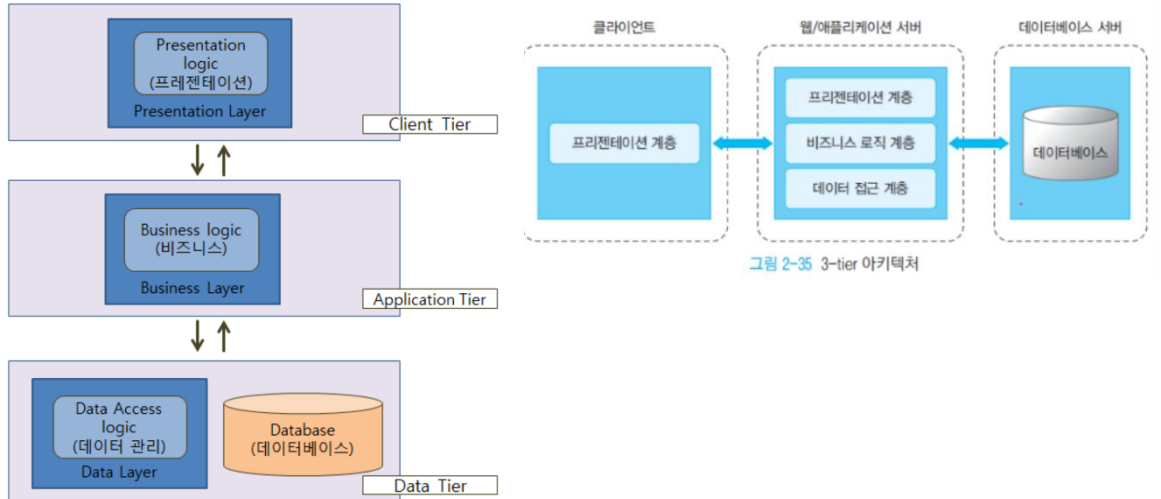 Presentation
logic
(프레젠테이션)
Presentation Layer
Client Tier
Business logic
(비즈니스)
Business Layer
Application Tier
Data Access
logic
(데이터 관리)
Data Layer
Database
(데이터베이스)
Data Tier
클라이언트
웹/애플리케이션 서버
데이터베이스 서버
프리젠테이션 계층
프리젠테이션 계층
비즈니스 로직 계층
데이터 접근 계층
데이터베이스
그림 2-35 3-tier 아키텍처